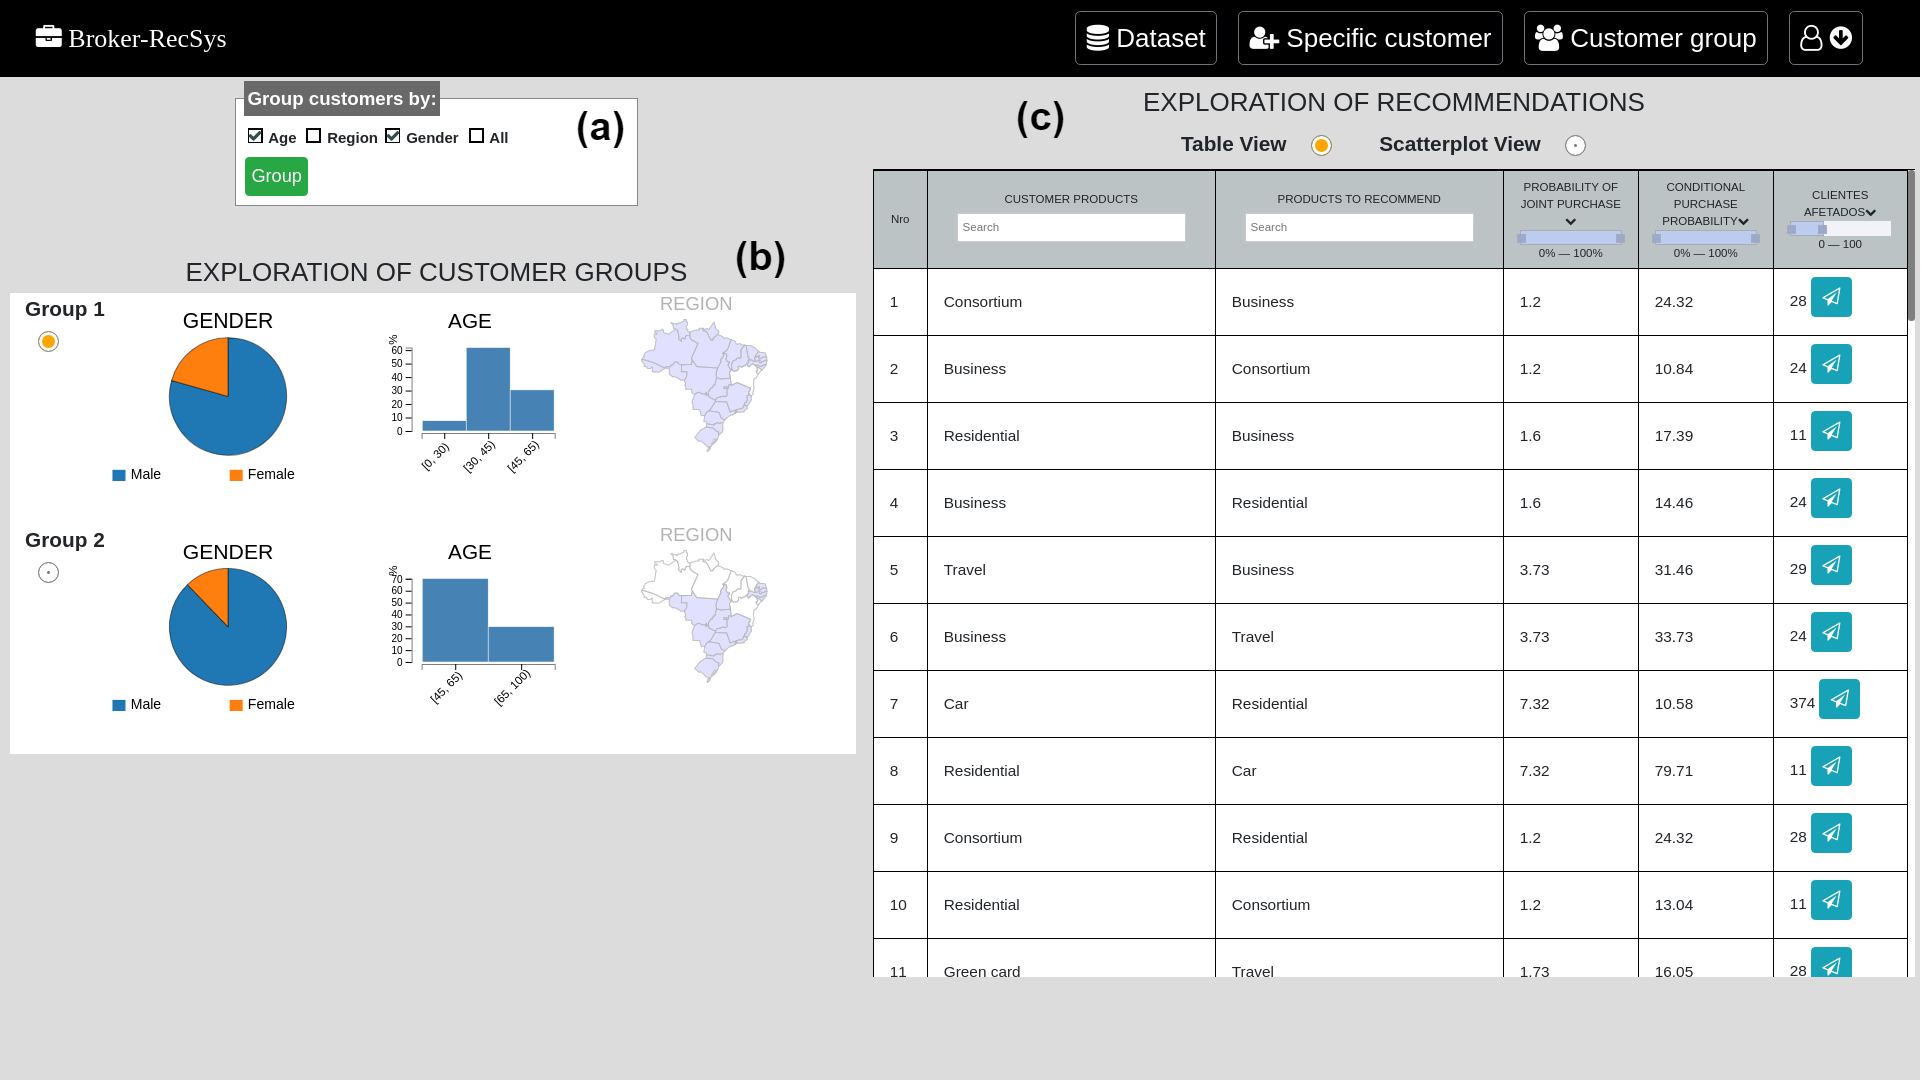 Broker-RecSys
Dataset
Specific customer
Customer group
Group customers by:
Age Region Gender All
(a)
Group
EXPLORATION OF CUSTOMER GROUPS
(b)
Group 1
GENDER
Male Female
AGE
%
60
50
40
30
20
10
0
[0, 30) [30, 45) [45, 65)
REGION
Group 2
GENDER
Male Female
AGE
%
70
60
50
40
30
20
10
0
[45, 65) [65, 100)
REGION
(c)
EXPLORATION OF RECOMMENDATIONS
Table View Scatterplot View
Nro
CUSTOMER PRODUCTS
Search
PRODUCTS TO RECOMMEND
Search
PROBABILITY OF
JOINT PURCHASE
0% — 100%
CONDITIONAL
PURCHASE
PROBABILITY
0% — 100%
CLIENTES
AFETADOS
0 — 100
1 Consortium Business 1.2 24.32 28
2 Business Consortium 1.2 10.84 24
3 Residential Business 1.6 17.39 11
4 Business Residential 1.6 14.46 24
5 Travel Business 3.73 31.46 29
6 Business Travel 3.73 33.73 24
7 Car Residential 7.32 10.58 374
8 Residential Car 7.32 79.71 11
9 Consortium Residential 1.2 24.32 28
10 Residential Consortium 1.2 13.04 11
11 Green card Travel 1.73 16.05 28